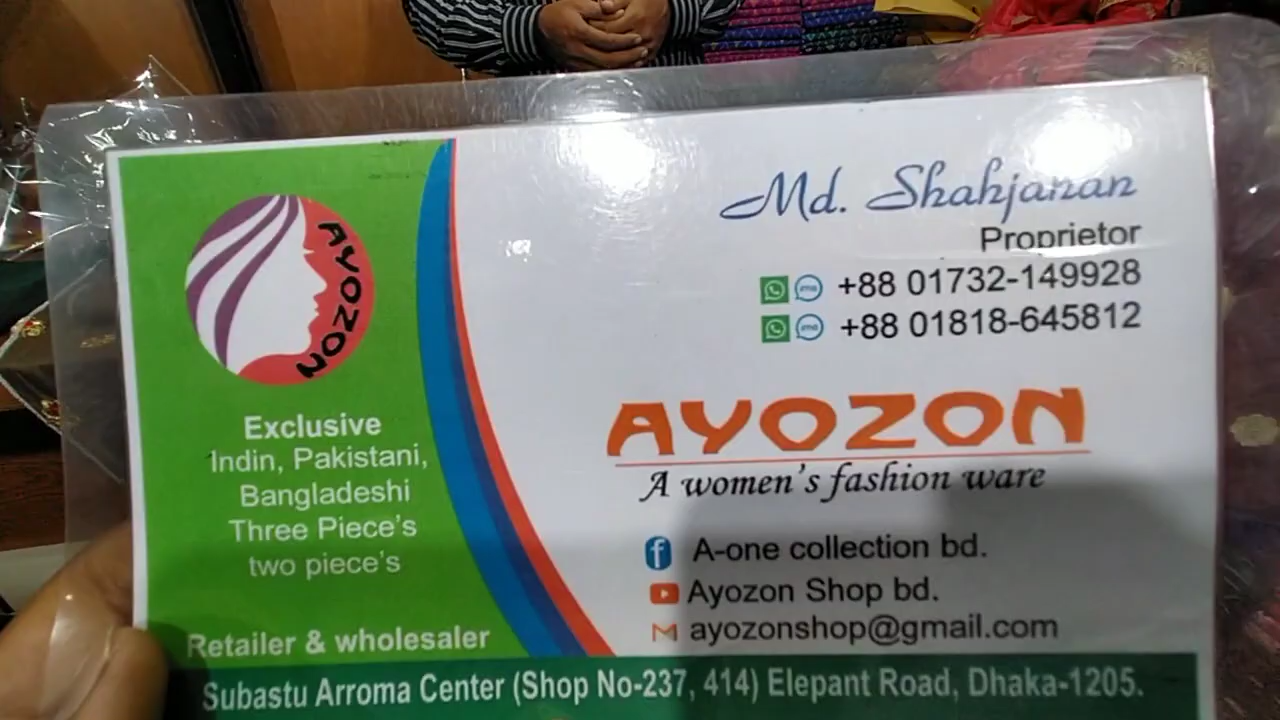 AYOZON
Exclusive
Indin, Pakistani,
Bangladeshi
Three Piece's
two piece's
Retailer & wholesaler
Md. Shahjahan
Proprietor
+88 01732-149928
+88 01818-645812
AYOZON
A women's fashion ware
A-one collection bd.
Ayozon Shop bd.
ayozonshop@gmail.com
Subastu Arroma Center (Shop No-237, 414) Elepant Road, Dhaka-1205.